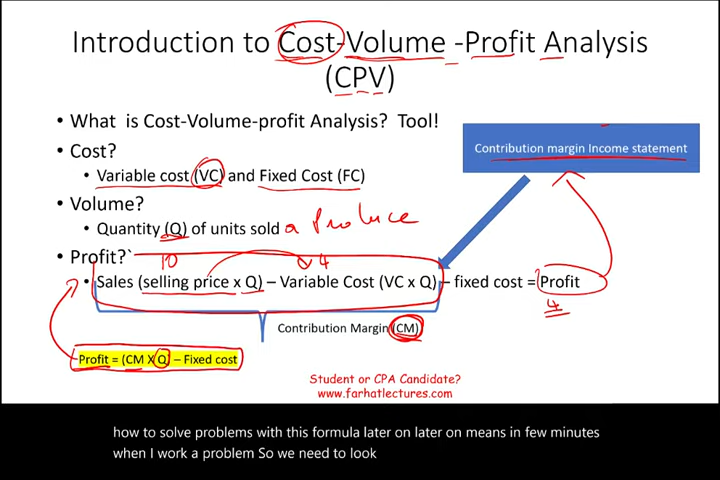 Introduction to Cost-Volume -Profit Analysis
(CPV)
• What is Cost-Volume-profit Analysis? Tool!
• Cost?
• Variable cost (VC) and Fixed Cost (FC)
• Volume?
• Quantity (Q) of units sold a Produce
• Profit?`
10 4
• Sales (selling price x Q) – Variable Cost (VC x Q) – fixed cost = Profit
4
Contribution Margin (CM)
Profit = (CM X Q) – Fixed cost
Contribution margin Income statement
Student or CPA Candidate?
www.farhatlectures.com
how to solve problems with this formula later on later on means in few minutes
when I work a problem So we need to look